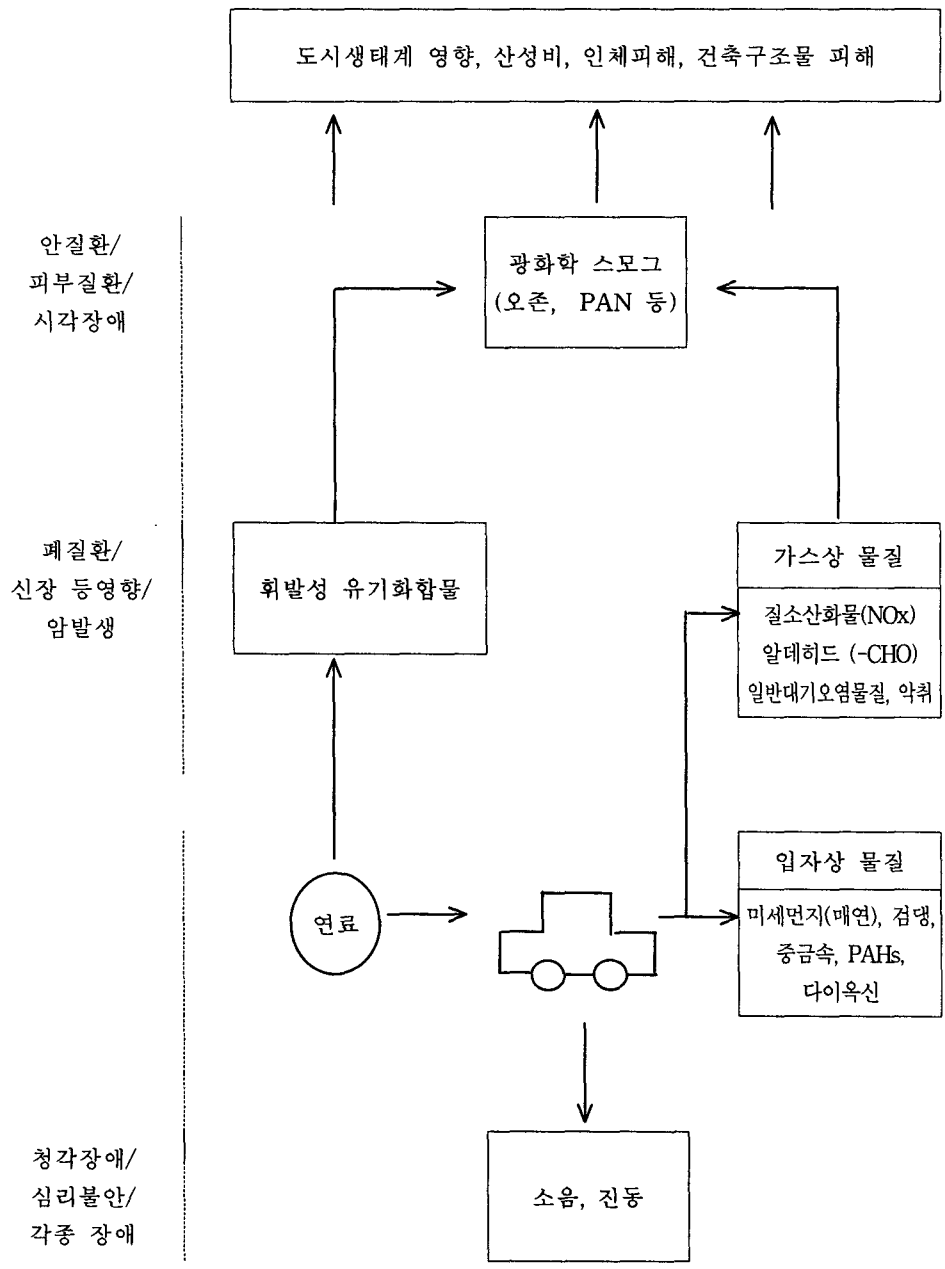 도시생태계 영향, 산성비, 인체피해, 건축구조물 피해
안질환/
피부질환/
시각장애
광화학 스모그
(오존, PAN 등)
폐질환/
신장 등영향/
암발생
휘발성 유기화합물
가스상 물질
질소산화물(NOx)
알데히드 (-CHO)
일반대기오염물질, 악취
연료
입자상 물질
미세먼지(매연), 검댕,
중금속, PAHs,
다이옥신
청각장애/
심리불안/
각종 장애
소음, 진동